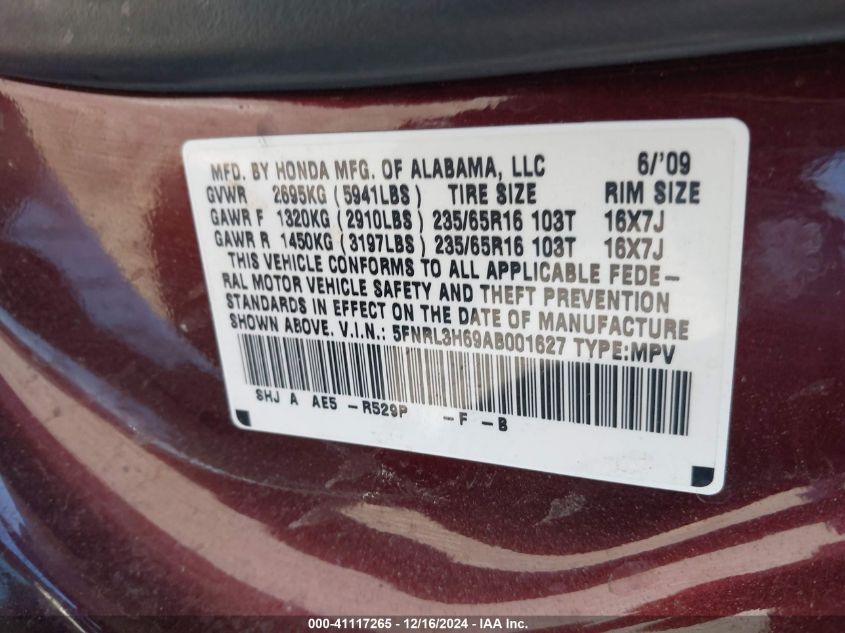 MFD. BY HONDA MFG. OF ALABAMA, LLC 6/'09
GVWR 2695KG (5941LBS) TIRE SIZE RIM SIZE
GAWR F 1320KG (2910LBS) 235/65R16 103T 16X7J
GAWR R 1450KG (3197LBS) 235/65R16 103T 16X7J
THIS VEHICLE CONFORMS TO ALL APPLICABLE FEDE-
RAL MOTOR VEHICLE SAFETY AND THEFT PREVENTION
STANDARDS IN EFFECT ON THE DATE OF MANUFACTURE
SHOWN ABOVE. V.I.N.: 5FNRL3H69AB001627 TYPE:MPV
SHJ A AE5 -R529P -F -B
000-41117265 - 12/16/2024 - IAA Inc.